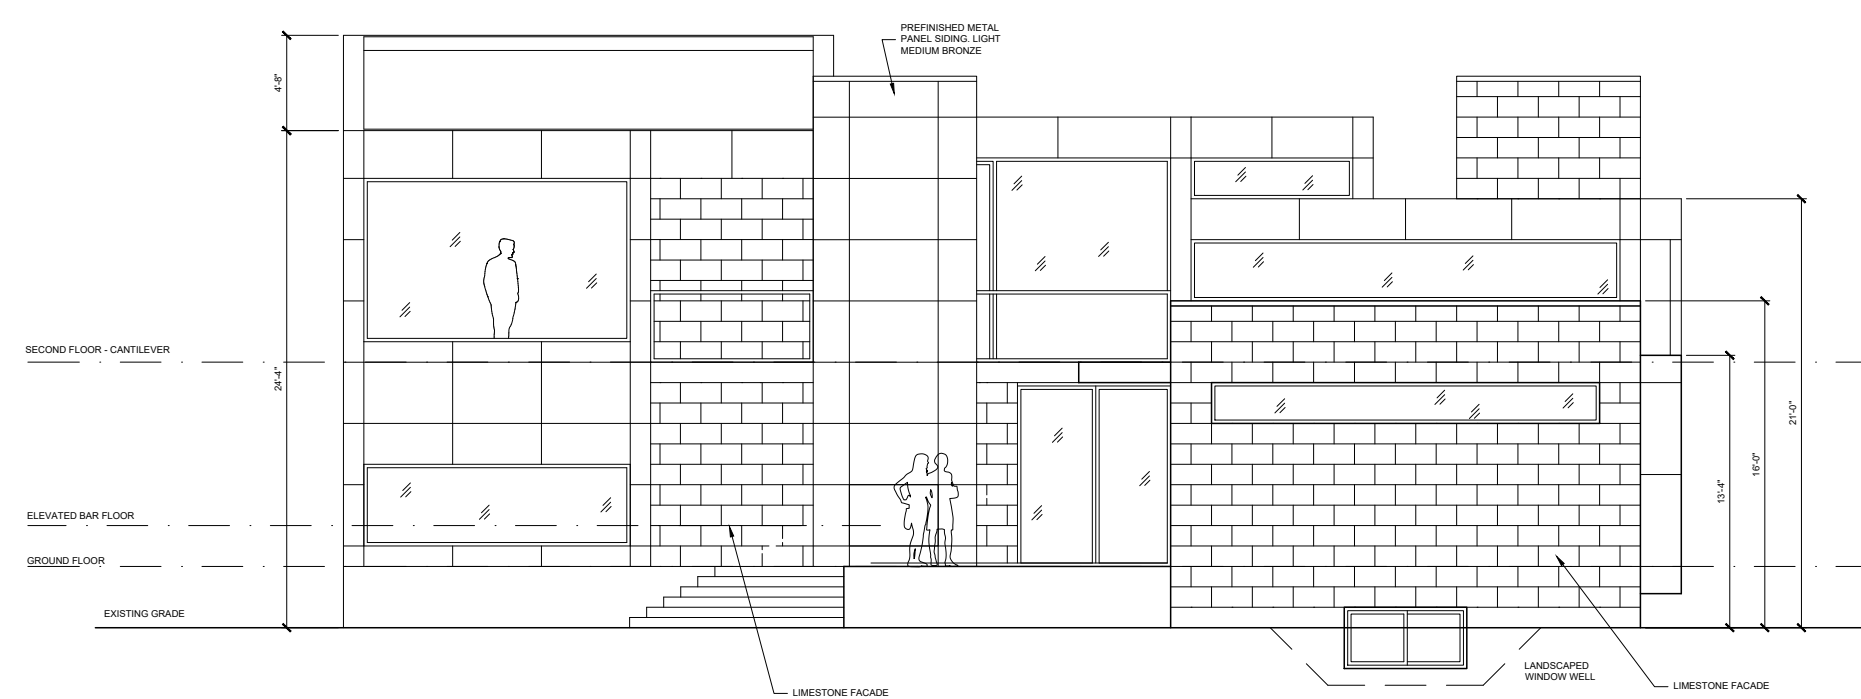 PREFINISHED METAL
PANEL SIDING. LIGHT
MEDIUM BRONZE
4'-8"
SECOND FLOOR - CANTILEVER
24'-4"
21'-0"
16'-0"
13'-4"
ELEVATED BAR FLOOR
GROUND FLOOR
EXISTING GRADE
LANDSCAPED
WINDOW WELL
LIMESTONE FACADE
LIMESTONE FACADE